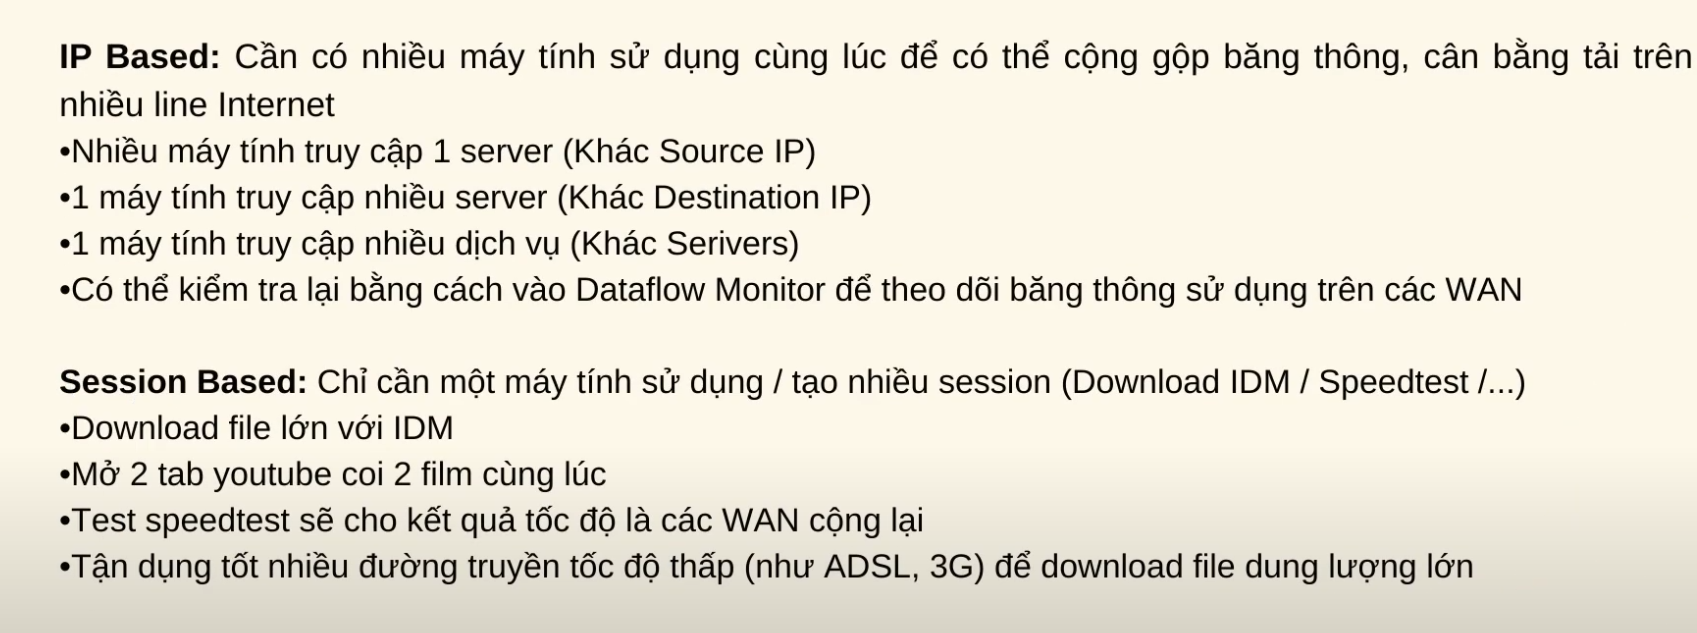 IP Based: Cần có nhiều máy tính sử dụng cùng lúc để có thể cộng gộp băng thông, cân bằng tải trên
nhiều line Internet
•Nhiều máy tính truy cập 1 server (Khác Source IP)
•1 máy tính truy cập nhiều server (Khác Destination IP)
•1 máy tính truy cập nhiều dịch vụ (Khác Serivers)
•Có thể kiểm tra lại bằng cách vào Dataflow Monitor để theo dõi băng thông sử dụng trên các WAN
Session Based: Chỉ cần một máy tính sử dụng / tạo nhiều session (Download IDM / Speedtest /...)
•Download file lớn với IDM
•Mở 2 tab youtube coi 2 film cùng lúc
•Test speedtest sẽ cho kết quả tốc độ là các WAN cộng lại
•Tận dụng tốt nhiều đường truyền tốc độ thấp (như ADSL, 3G) để download file dung lượng lớn